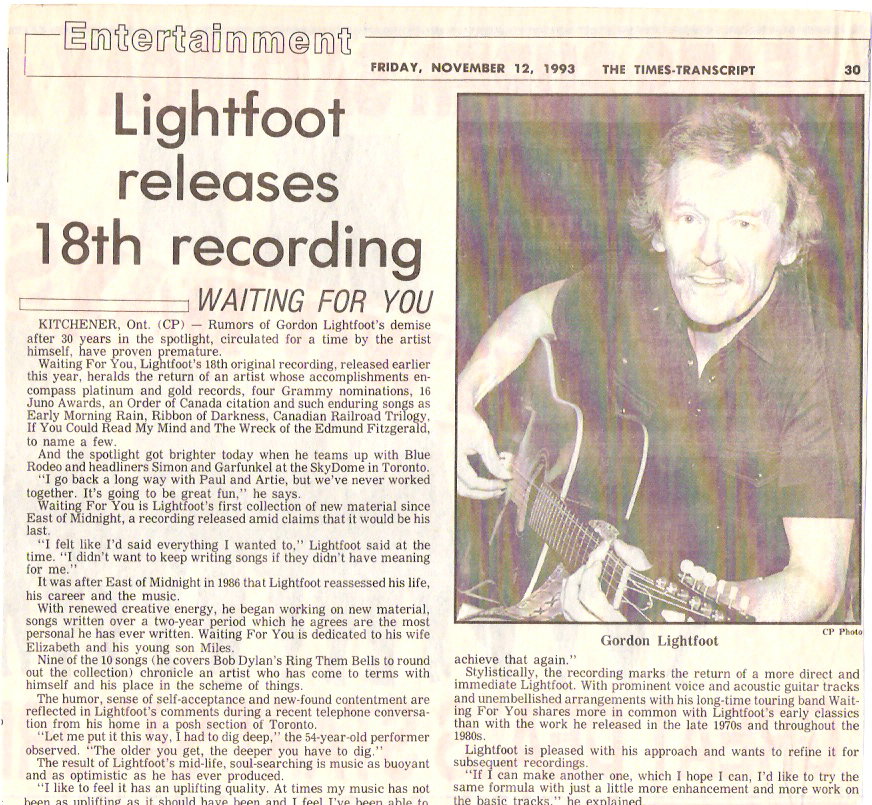 Entertainment
FRIDAY, NOVEMBER 12, 1993 THE TIMES-TRANSCRIPT 30
Lightfoot
releases
18th recording
WAITING FOR YOU
KITCHENER, Ont. (CP) — Rumors of Gordon Lightfoot's demise
after 30 years in the spotlight, circulated for a time by the artist
himself, have proven premature.
Waiting For You, Lightfoot's 18th original recording, released earlier
this year, heralds the return of an artist whose accomplishments en-
compass platinum and gold records, four Grammy nominations, 16
Juno Awards, an Order of Canada citation and such enduring songs as
Early Morning Rain, Ribbon of Darkness, Canadian Railroad Trilogy,
If You Could Read My Mind and The Wreck of the Edmund Fitzgerald,
to name a few.
And the spotlight got brighter today when he teams up with Blue
Rodeo and headliners Simon and Garfunkel at the SkyDome in Toronto.
"I go back a long way with Paul and Artie, but we've never worked
together. It's going to be great fun," he says.
Waiting For You is Lightfoot's first collection of new material since
East of Midnight, a recording released amid claims that it would be his
last.
"I felt like I'd said everything I wanted to," Lightfoot said at the
time. "I didn't want to keep writing songs if they didn't have meaning
for me."
It was after East of Midnight in 1986 that Lightfoot reassessed his life,
his career and the music.
With renewed creative energy, he began working on new material,
songs written over a two-year period which he agrees are the most
personal he has ever written. Waiting For You is dedicated to his wife
Elizabeth and his young son Miles.
Nine of the 10 songs (he covers Bob Dylan's Ring Them Bells to round
out the collection) chronicle an artist who has come to terms with
himself and his place in the scheme of things.
The humor, sense of self-acceptance and new-found contentment are
reflected in Lightfoot's comments during a recent telephone conversa-
tion from his home in a posh section of Toronto.
"Let me put it this way, I had to dig deep," the 54-year-old performer
observed. "The older you get, the deeper you have to dig."
The result of Lightfoot's mid-life, soul-searching is music as buoyant
and as optimistic as he has ever produced.
"I like to feel it has an uplifting quality. At times my music has not
been as uplifting as it should have been and I feel I've been able to
CP Photo
Gordon Lightfoot
achieve that again."
Stylistically, the recording marks the return of a more direct and
immediate Lightfoot. With prominent voice and acoustic guitar tracks
and unembellished arrangements with his long-time touring band Wait-
ing For You shares more in common with Lightfoot's early classics
than with the work he released in the late 1970s and throughout the
1980s.
Lightfoot is pleased with his approach and wants to refine it for
subsequent recordings.
"If I can make another one, which I hope I can, I'd like to try the
same formula with just a little more enhancement and more work on
the basic tracks," he explained.